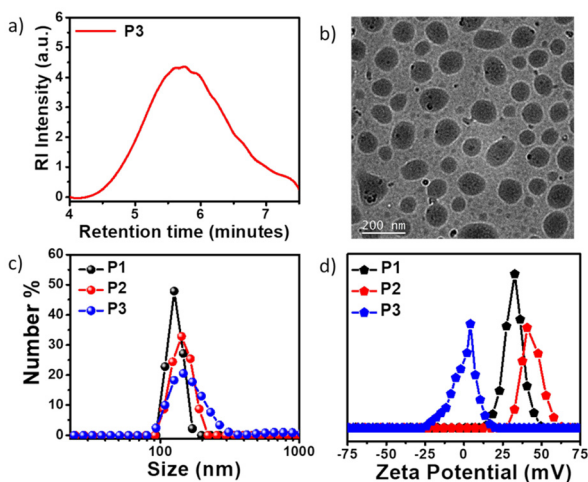 a)
P3
RI Intensity (a.u.)
5
4
3
2
1
0
4 5 6 7
Retention time (minutes)
b)
200 nm
c)
P1
P2
P3
Number %
60
50
40
30
20
10
0
100 1000
Size (nm)
d)
P1
P2
P3
-75 -50 -25 0 25 50 75
Zeta Potential (mV)